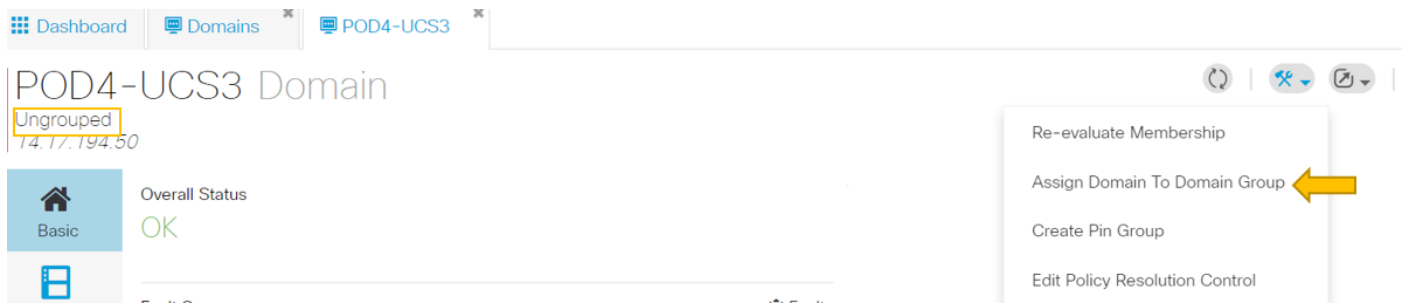 Dashboard Domains POD4-UCS3
POD4-UCS3 Domain
Ungrouped
14.17.194.50
Re-evaluate Membership
Assign Domain To Domain Group
Overall Status
Basic
OK
Create Pin Group
Edit Policy Resolution Control